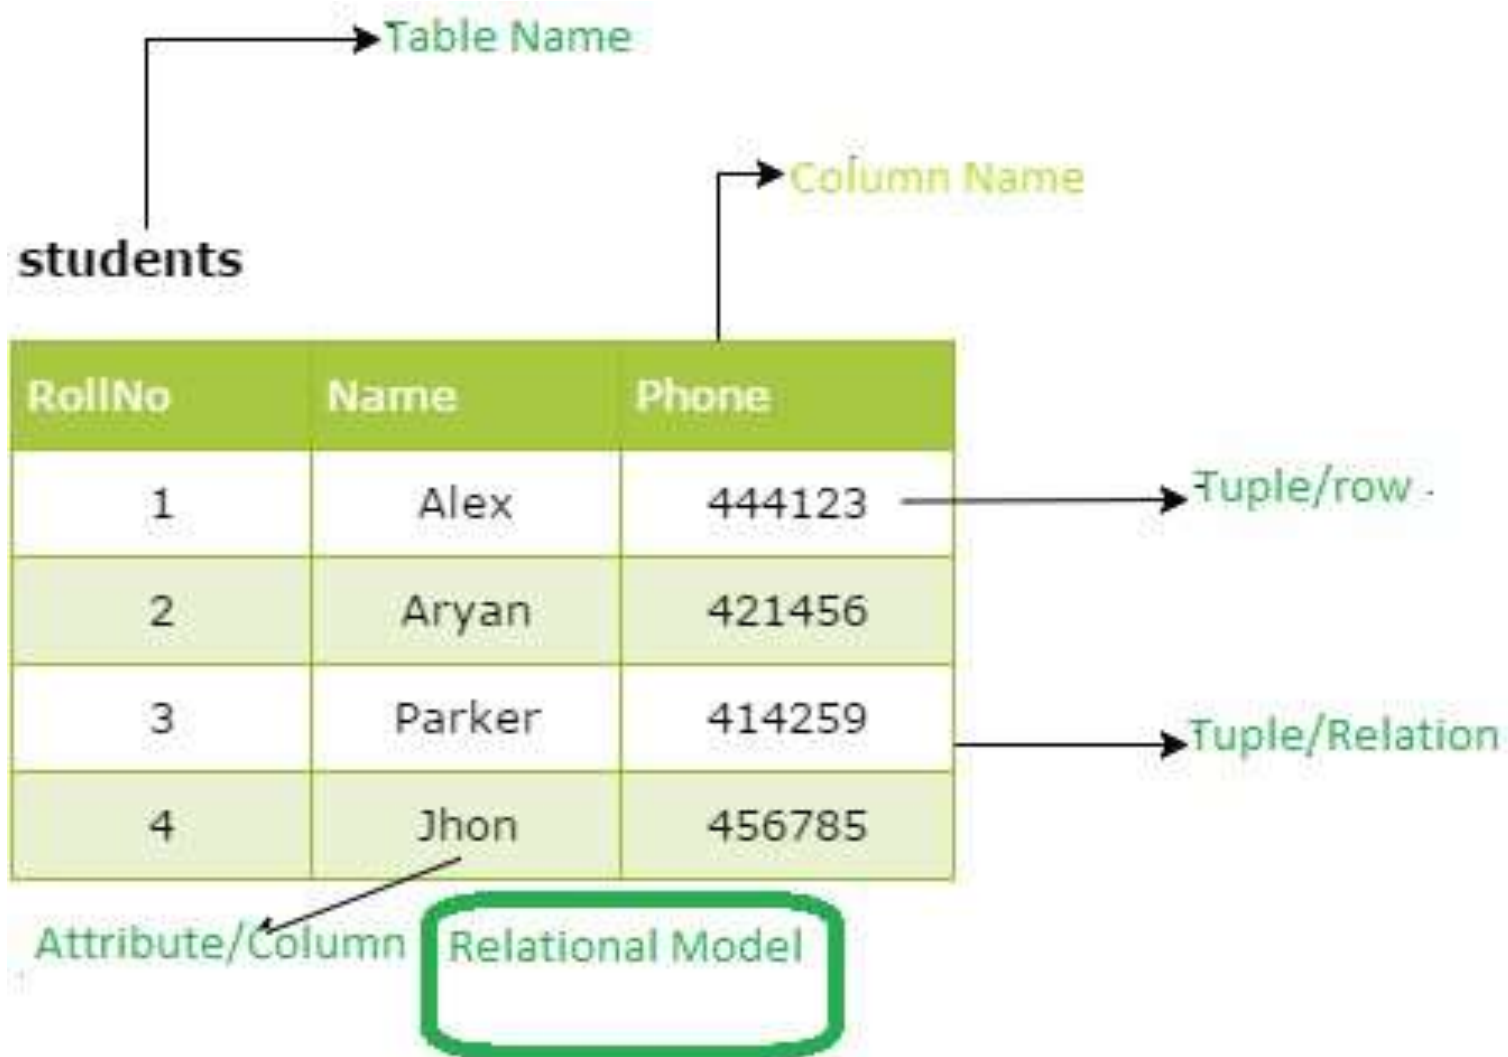 Table Name
Column Name
students
RollNo Name Phone
1 Alex 444123 Tuple/row
2 Aryan 421456
3 Parker 414259 Tuple/Relation
4 Jhon 456785
Attribute/Column Relational Model